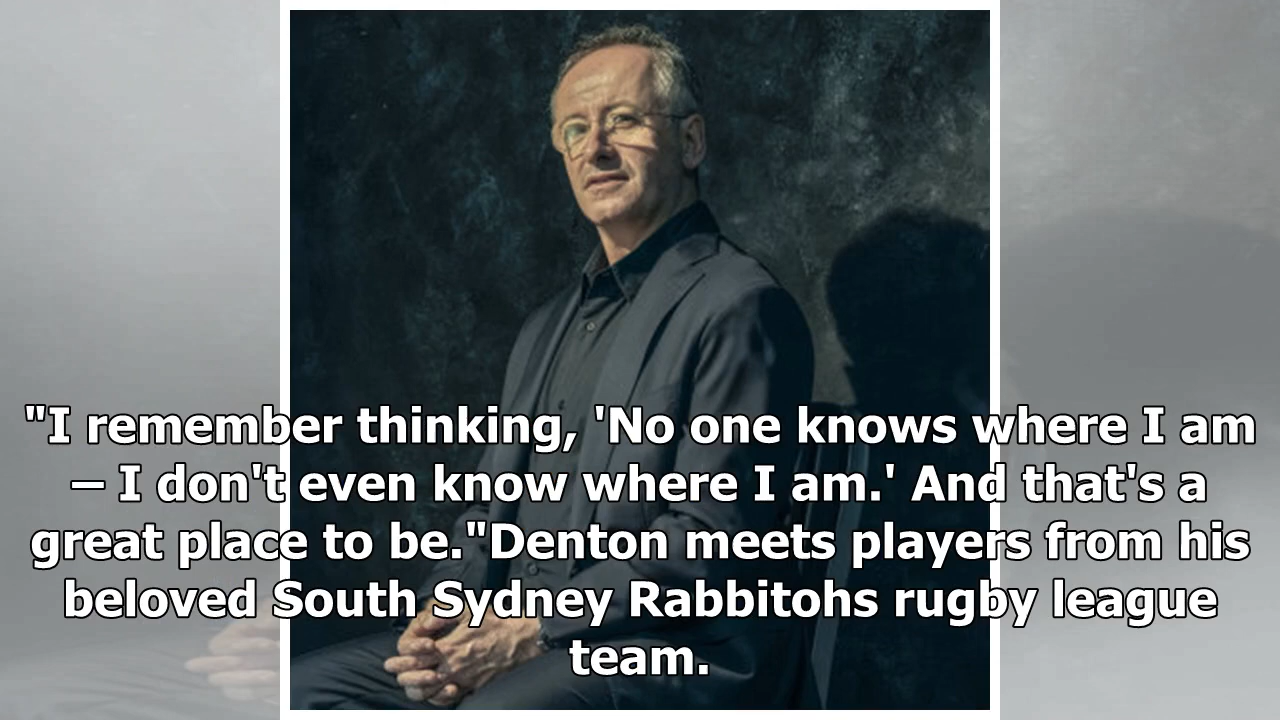 "I remember thinking, 'No one knows where I am
– I don't even know where I am.' And that's a
great place to be."Denton meets players from his
beloved South Sydney Rabbitohs rugby league
team.